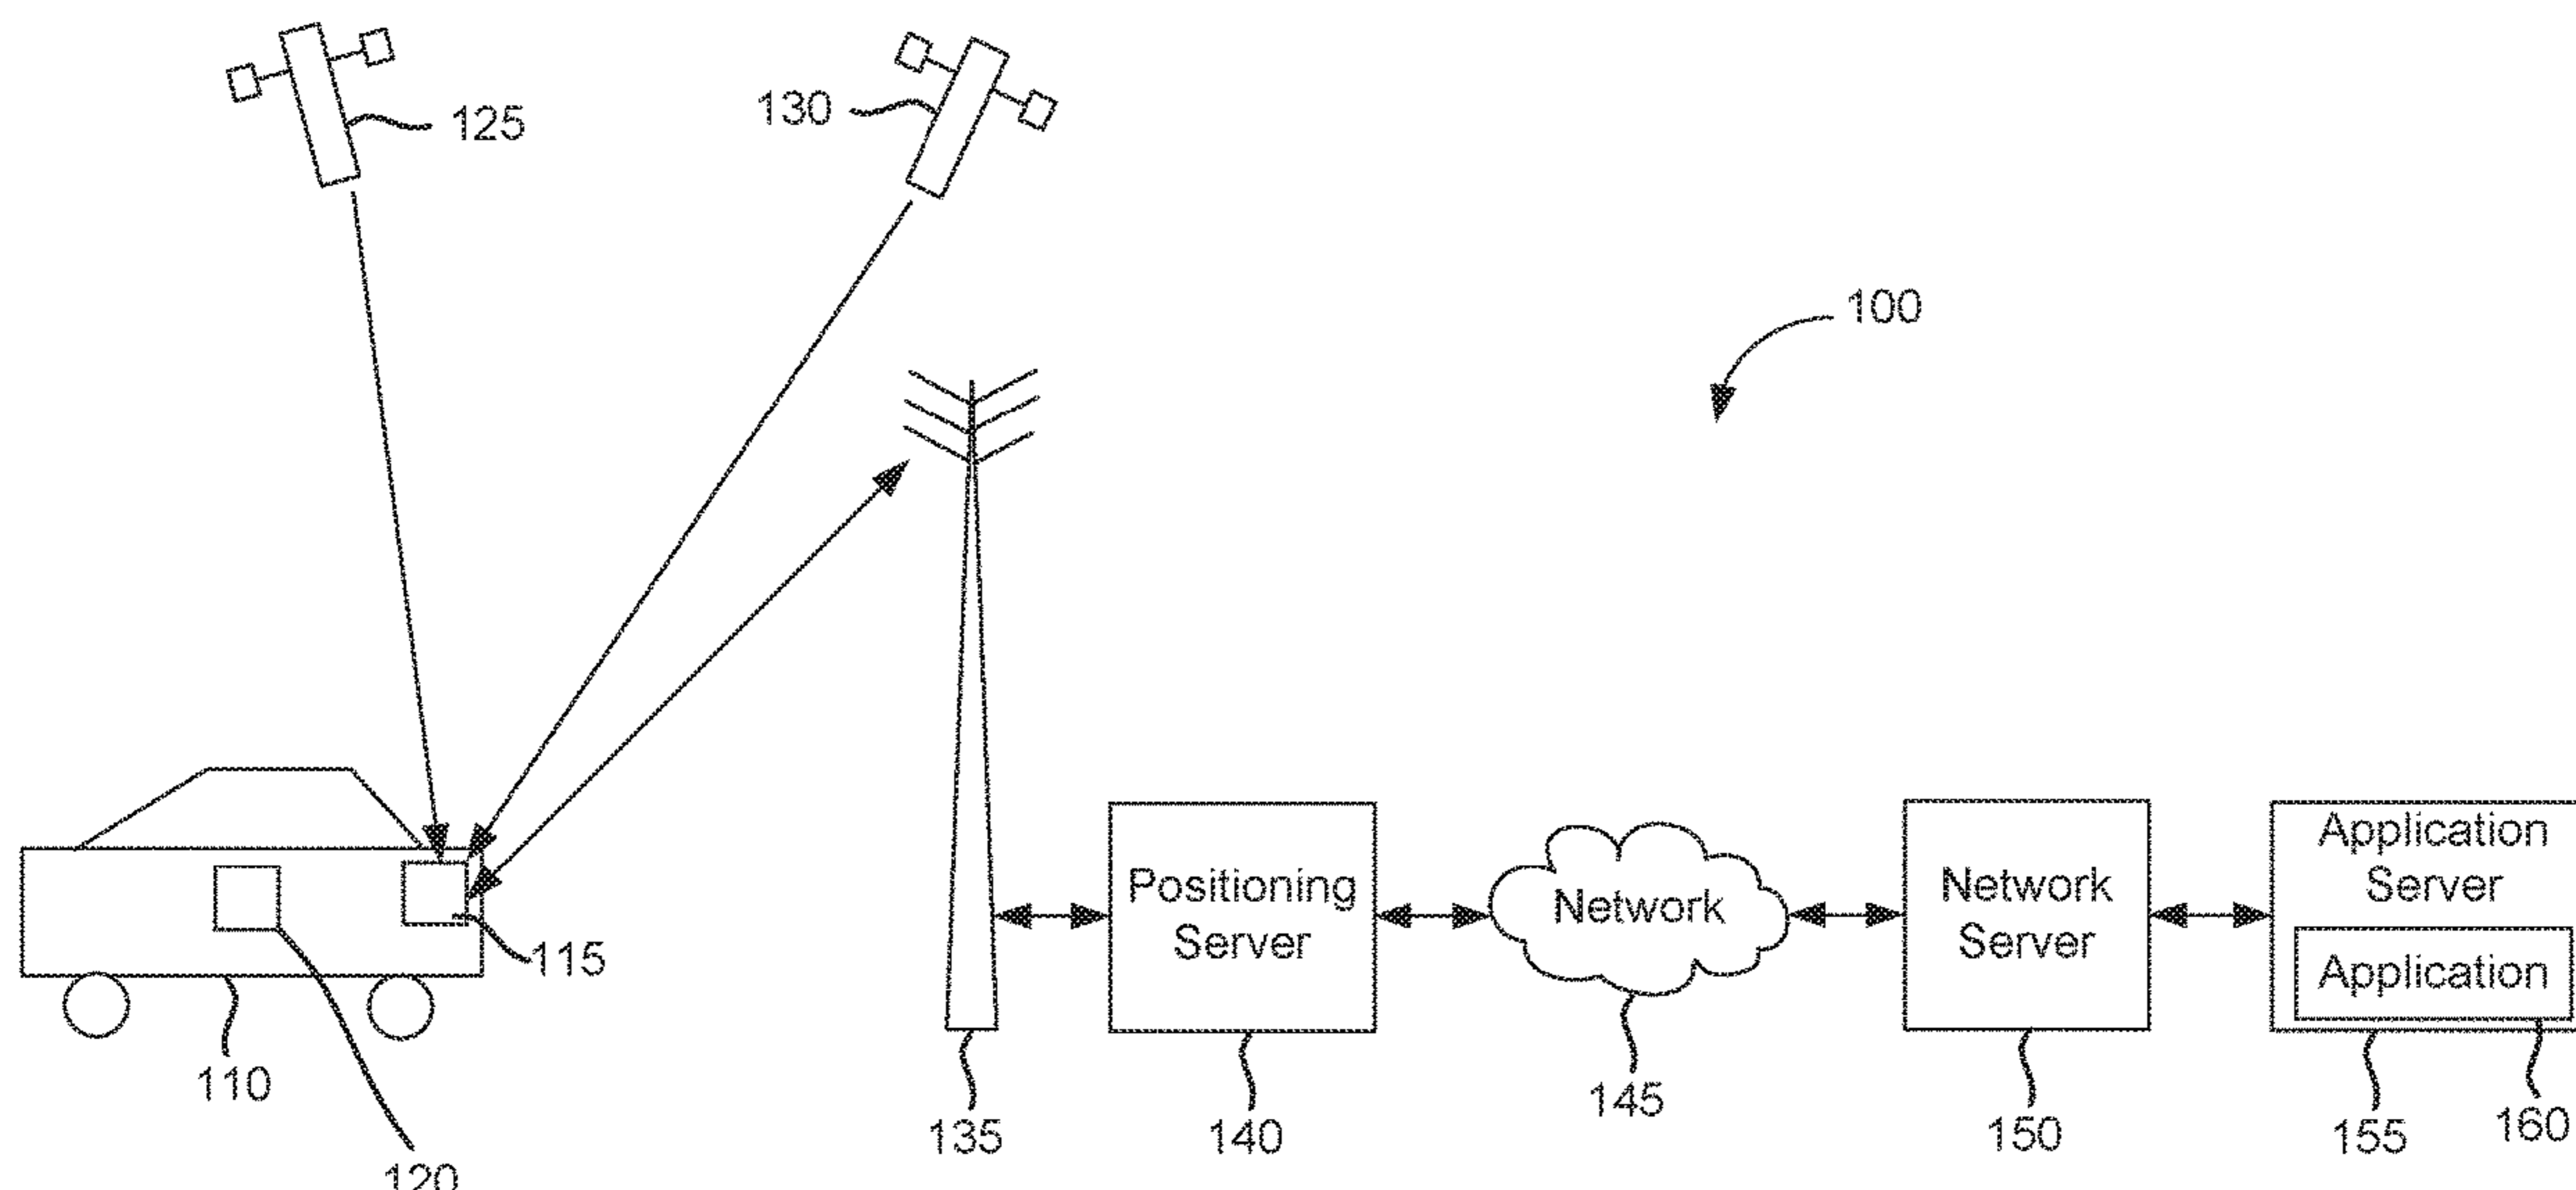 125
130
100
Positioning
Server
Network
Network
Server
Application
Server
Application
115
110
120
135
140
145
150
155
160